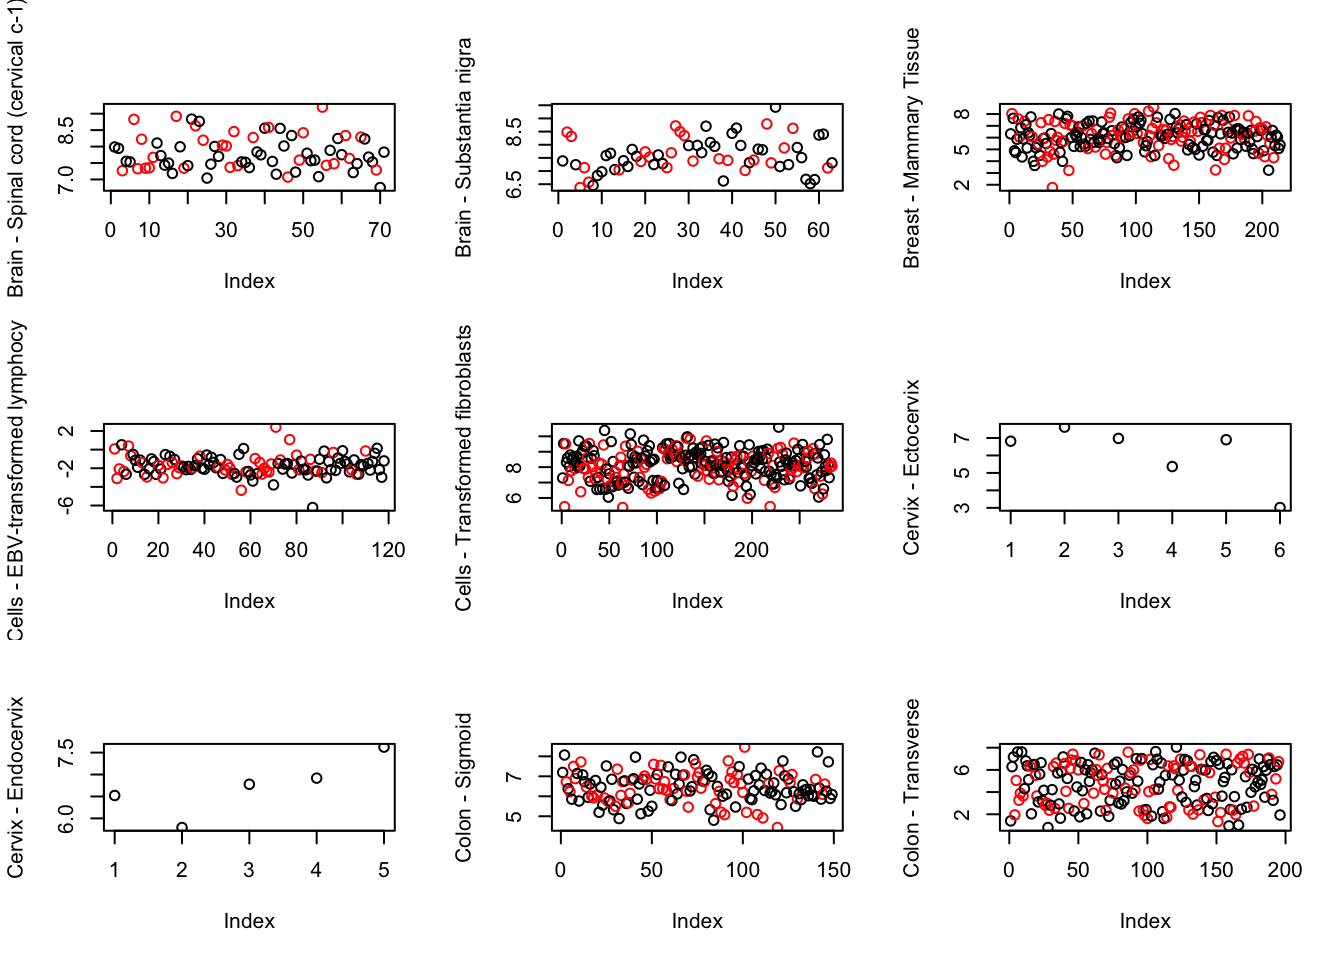 Brain - Spinal cord (cervical c-1)
7.0 8.5
0 10 30 50 70
Index
Brain - Substantia nigra
6.5 8.5
0 10 20 30 40 50 60
Index
Breast - Mammary Tissue
2 5 8
0 50 100 150 200
Index
Cells - EBV-transformed lymphocy
-6 -2 2
0 20 40 60 80 120
Index
Cells - Transformed fibroblasts
6 8
0 50 100 200
Index
Cervix - Ectocervix
3 5 7
1 2 3 4 5 6
Index
Cervix - Endocervix
6.0 7.5
1 2 3 4 5
Index
Colon - Sigmoid
5 7
0 50 100 150
Index
Colon - Transverse
2 6
0 50 100 150 200
Index